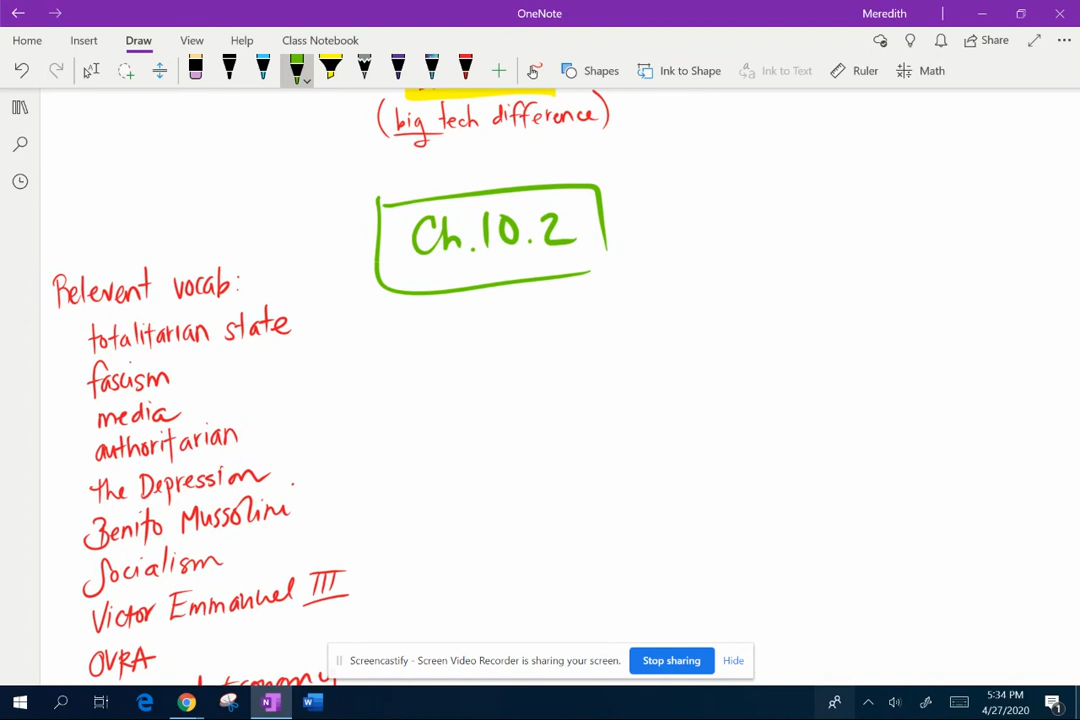 OneNote
Meredith
Home Insert Draw View Help Class Notebook
Share
Shapes Ink to Shape Ink to Text Ruler Math
(big tech difference)
Ch.10.2
Relevent vocab:
totalitarian state
fascism
media
authoritarian
the Depression
Benito Mussolini
Socialism
Victor Emmanuel III
OVRA
Screencastify - Screen Video Recorder is sharing your screen. Stop sharing Hide
5:34 PM
4/27/2020